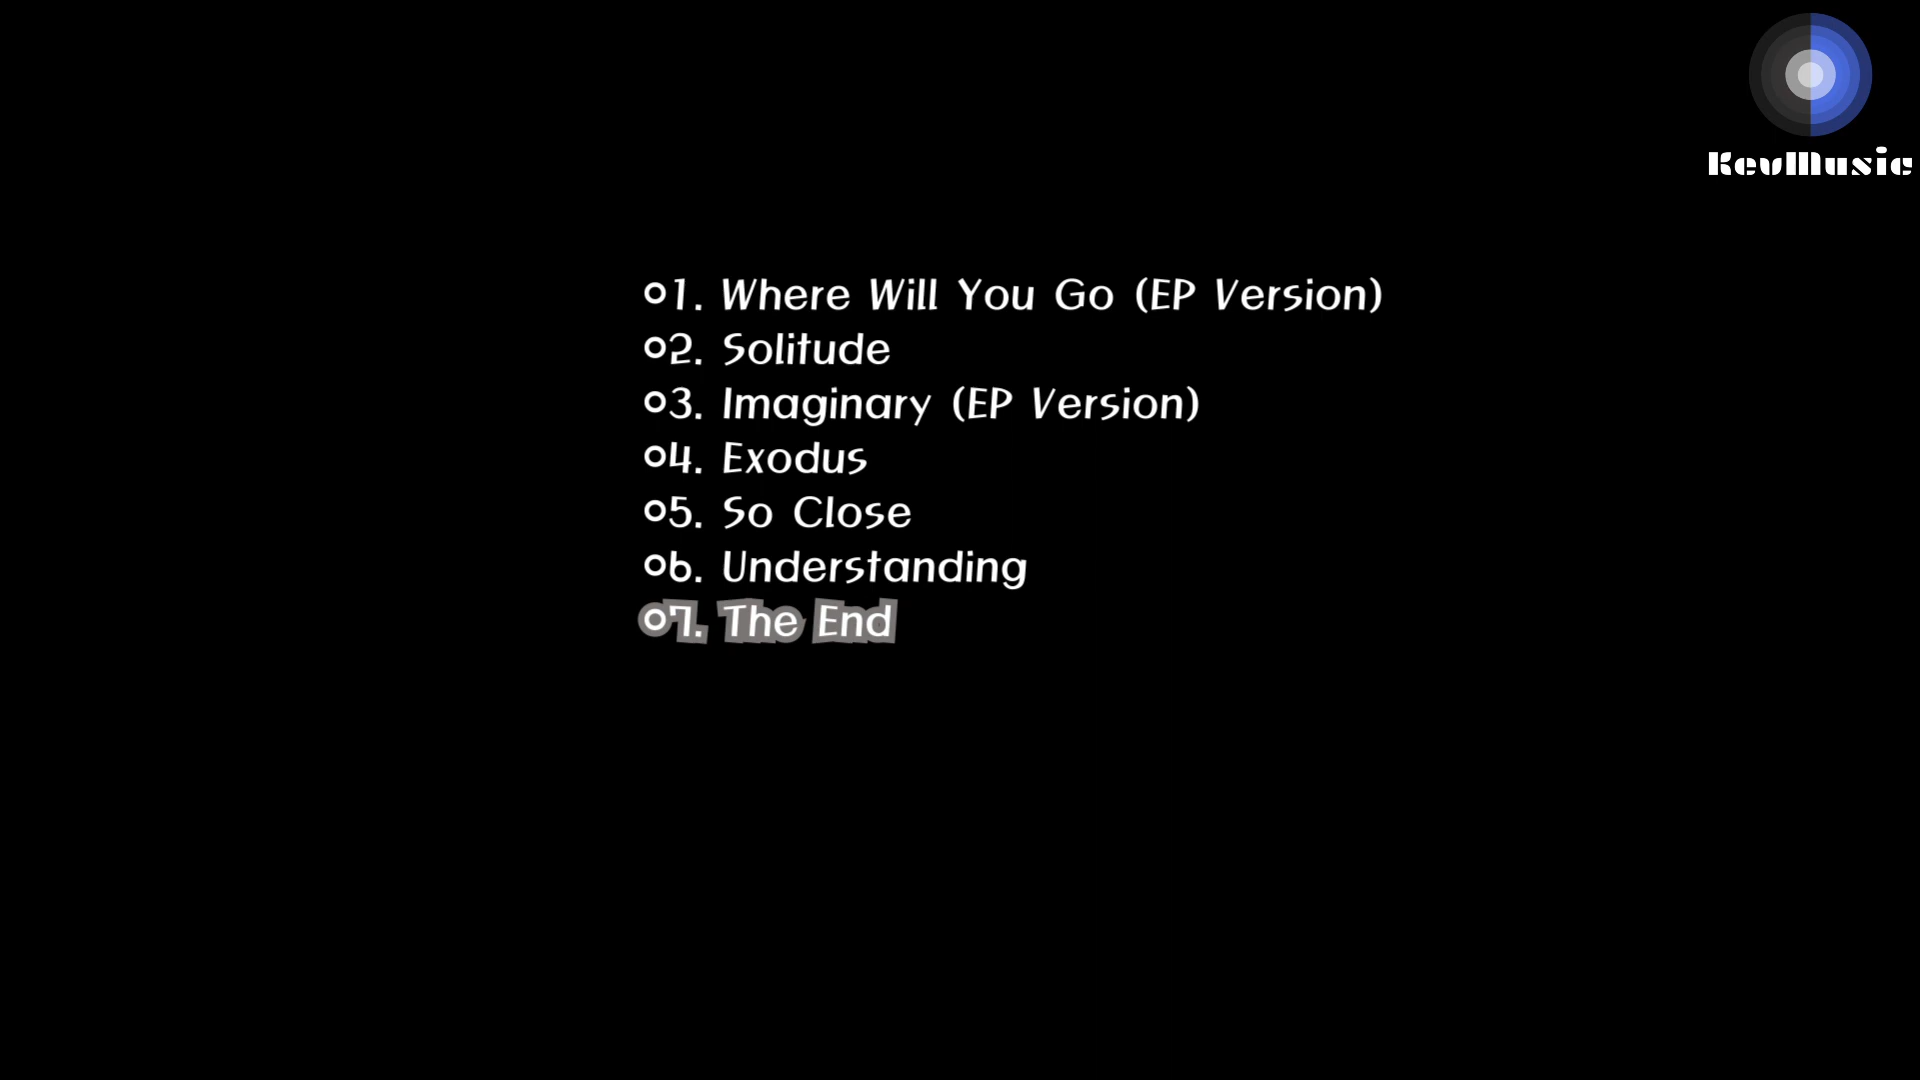 KevMusic
01. Where Will You Go (EP Version)
02. Solitude
03. Imaginary (EP Version)
04. Exodus
05. So Close
06. Understanding
07. The End